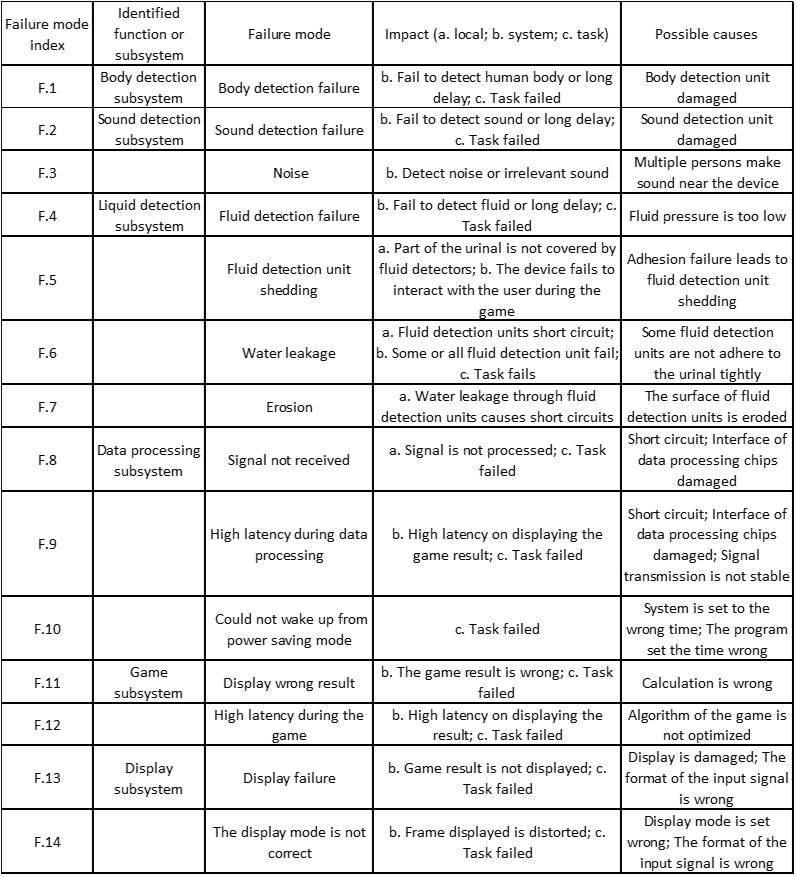 Failure mode index | Identified function or subsystem | Failure mode | Impact (a. local; b. system; c. task) | Possible causes
F.1 | Body detection subsystem | Body detection failure | b. Fail to detect human body or long delay; c. Task failed | Body detection unit damaged
F.2 | Sound detection subsystem | Sound detection failure | b. Fail to detect sound or long delay; c. Task failed | Sound detection unit damaged
F.3 | | Noise | b. Detect noise or irrelevant sound | Multiple persons make sound near the device
F.4 | Liquid detection subsystem | Fluid detection failure | b. Fail to detect fluid or long delay; c. Task failed | Fluid pressure is too low
F.5 | | Fluid detection unit shedding | a. Part of the urinal is not covered by fluid detectors; b. The device fails to interact with the user during the game | Adhesion failure leads to fluid detection unit shedding
F.6 | | Water leakage | a. Fluid detection units short circuit; b. Some or all fluid detection unit fail; c. Task fails | Some fluid detection units are not adhere to the urinal tightly
F.7 | | Erosion | a. Water leakage through fluid detection units causes short circuits | The surface of fluid detection units is eroded
F.8 | Data processing subsystem | Signal not received | a. Signal is not processed; c. Task failed | Short circuit; Interface of data processing chips damaged
F.9 | | High latency during data processing | b. High latency on displaying the game result; c. Task failed | Short circuit; Interface of data processing chips damaged; Signal transmission is not stable
F.10 | | Could not wake up from power saving mode | c. Task failed | System is set to the wrong time; The program set the time wrong
F.11 | Game subsystem | Display wrong result | b. The game result is wrong; c. Task failed | Calculation is wrong
F.12 | | High latency during the game | b. High latency on displaying the result; c. Task failed | Algorithm of the game is not optimized
F.13 | Display subsystem | Display failure | b. Game result is not displayed; c. Task failed | Display is damaged; The format of the input signal is wrong
F.14 | | The display mode is not correct | b. Frame displayed is distorted; c. Task failed | Display mode is set wrong; The format of the input signal is wrong